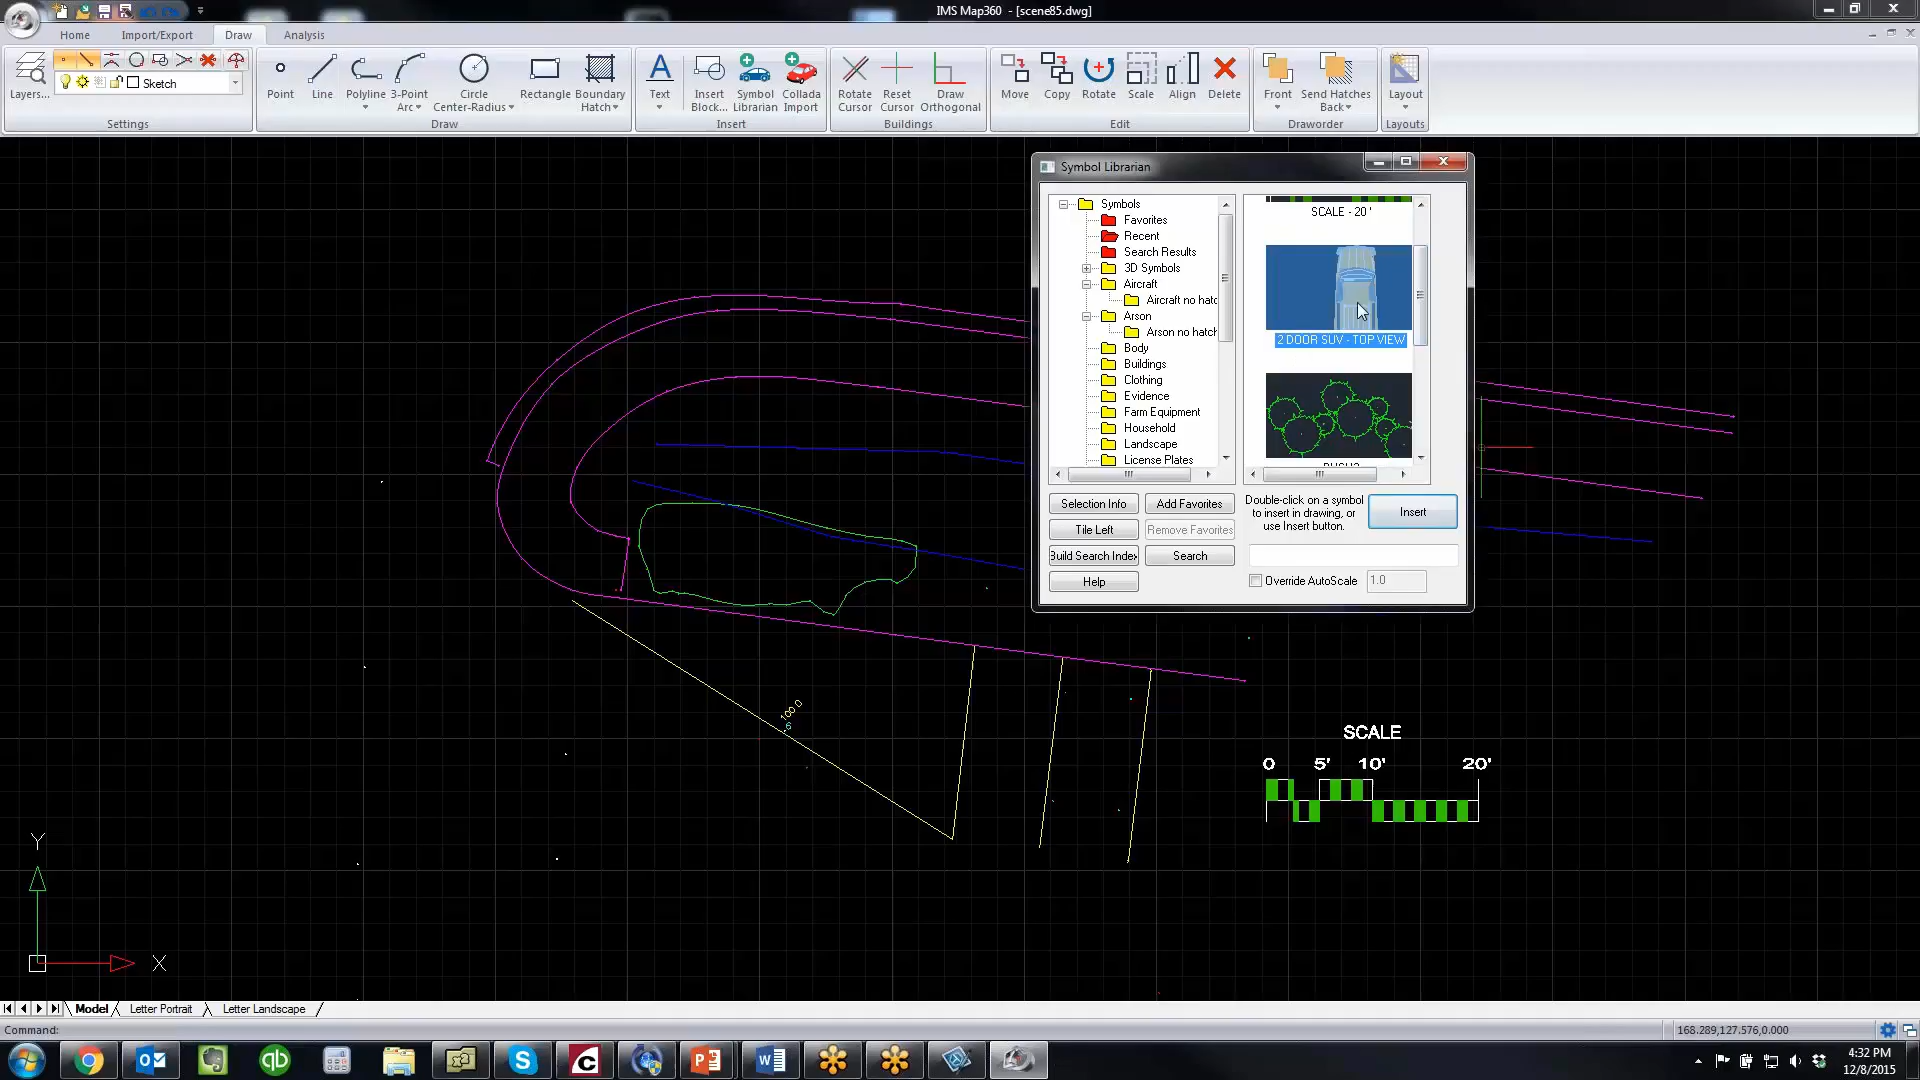 IMS Map360 - [scene85.dwg]
Home Import/Export Draw Analysis
Layers...
Sketch
Settings
Point Line Polyline 3-Point Arc Circle Center-Radius Rectangle Boundary Hatch
Draw
Text Insert Block... Symbol Librarian Collada Import
Insert
Rotate Cursor Reset Cursor Draw Orthogonal
Buildings
Move Copy Rotate Scale Align Delete
Edit
Front Send Hatches Back
Draworder
Layout
Layouts
Symbol Librarian
Symbols
Favorites
Recent
Search Results
3D Symbols
Aircraft
Aircraft no hatc
Arson
Arson no hatch
Body
Buildings
Clothing
Evidence
Farm Equipment
Household
Landscape
License Plates
SCALE - 20 '
2 DOOR SUV - TOP VIEW
Selection Info Add Favorites
Tile Left Remove Favorites
Build Search Index Search
Help
Double-click on a symbol
to insert in drawing, or
use Insert button.
Insert
Override AutoScale 1.0
100.0
SCALE
0 5' 10' 20'
Y
X
Model Letter Portrait Letter Landscape
Command:
168.289,127.576,0.000
4:32 PM
12/8/2015